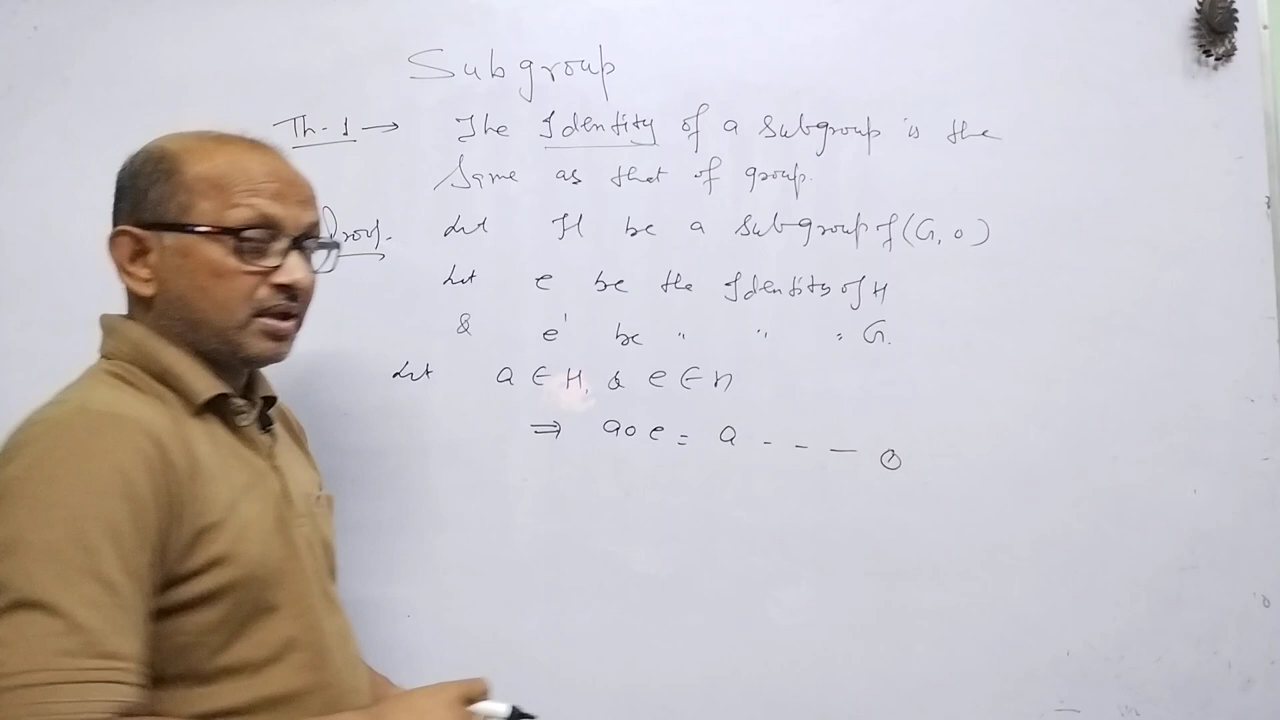 Subgroup
Th-1 → The Identity of a Subgroup is the
Same as that of group.
Proof. Let H be a Subgroup of (G, o)
Let e be the Identity of H
& e' be " " " G.
Let a ∈ H, & e ∈ H
⇒ a o e = a - - - ①